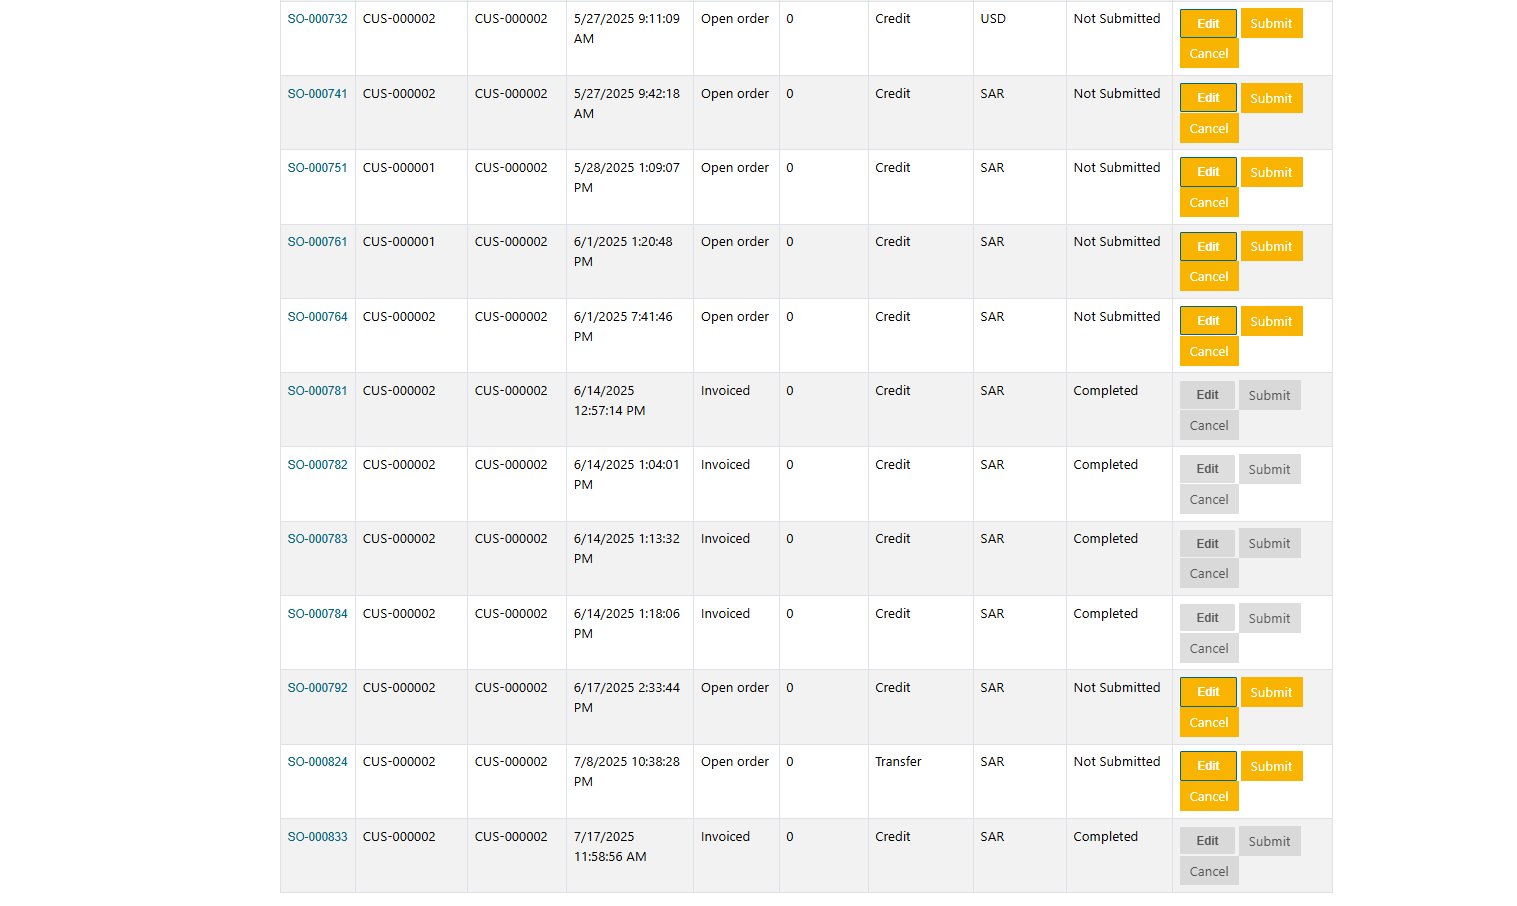 SO-000732 CUS-000002 CUS-000002 5/27/2025 9:11:09 Open order 0 Credit USD Not Submitted Edit Submit
AM Cancel
SO-000741 CUS-000002 CUS-000002 5/27/2025 9:42:18 Open order 0 Credit SAR Not Submitted Edit Submit
AM Cancel
SO-000751 CUS-000001 CUS-000002 5/28/2025 1:09:07 Open order 0 Credit SAR Not Submitted Edit Submit
PM Cancel
SO-000761 CUS-000001 CUS-000002 6/1/2025 1:20:48 Open order 0 Credit SAR Not Submitted Edit Submit
PM Cancel
SO-000764 CUS-000002 CUS-000002 6/1/2025 7:41:46 Open order 0 Credit SAR Not Submitted Edit Submit
PM Cancel
SO-000781 CUS-000002 CUS-000002 6/14/2025 Invoiced 0 Credit SAR Completed Edit Submit
12:57:14 PM Cancel
SO-000782 CUS-000002 CUS-000002 6/14/2025 1:04:01 Invoiced 0 Credit SAR Completed Edit Submit
PM Cancel
SO-000783 CUS-000002 CUS-000002 6/14/2025 1:13:32 Invoiced 0 Credit SAR Completed Edit Submit
PM Cancel
SO-000784 CUS-000002 CUS-000002 6/14/2025 1:18:06 Invoiced 0 Credit SAR Completed Edit Submit
PM Cancel
SO-000792 CUS-000002 CUS-000002 6/17/2025 2:33:44 Open order 0 Credit SAR Not Submitted Edit Submit
PM Cancel
SO-000824 CUS-000002 CUS-000002 7/8/2025 10:38:28 Open order 0 Transfer SAR Not Submitted Edit Submit
PM Cancel
SO-000833 CUS-000002 CUS-000002 7/17/2025 Invoiced 0 Credit SAR Completed Edit Submit
11:58:56 AM Cancel